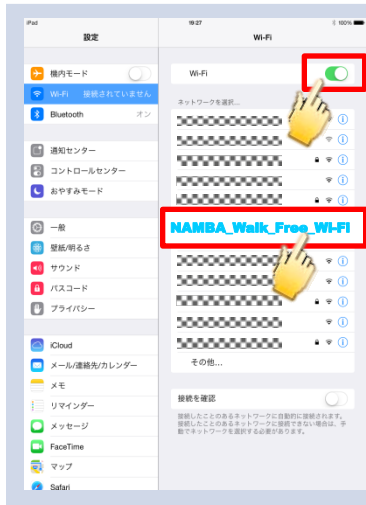 iPad
19:27
100%
設定
Wi-Fi
機内モード
Wi-Fi 接続されていません
Bluetooth オン
通知センター
コントロールセンター
おやすみモード
一般
壁紙/明るさ
サウンド
パスコード
プライバシー
iCloud
メール/連絡先/カレンダー
メモ
リマインダー
メッセージ
FaceTime
マップ
Safari
Wi-Fi
ネットワークを選択...
NAMBA_Walk_Free_Wi-Fi
その他...
接続を確認
接続したことのあるネットワークに自動的に接続されます。
接続したことのあるネットワークに接続できない場合は、手
動でネットワークを選択する必要があります。